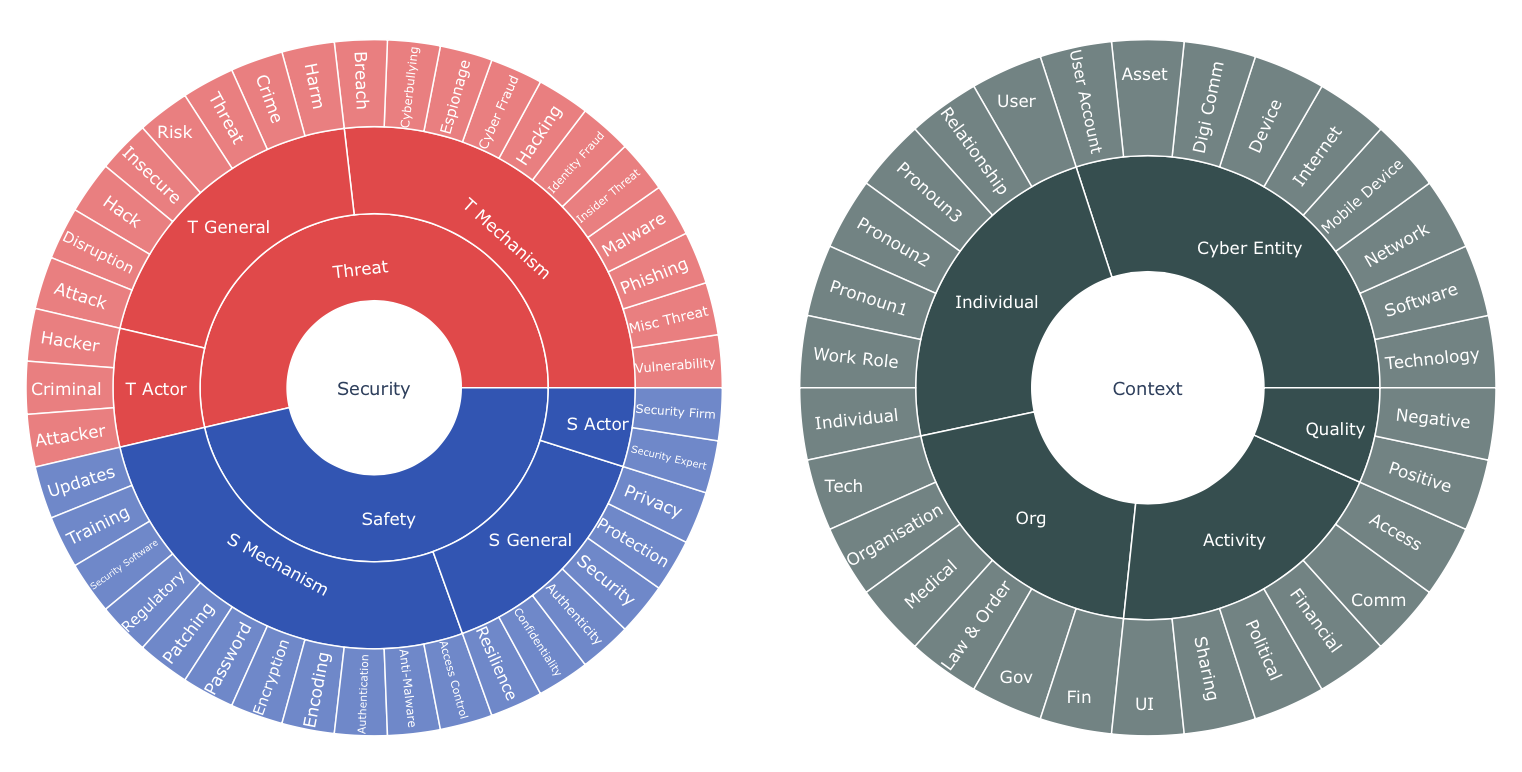 Security
Threat
T Mechanism
Vulnerability
Misc Threat
Phishing
Malware
Insider Threat
Identity Fraud
Hacking
Cyber Fraud
Espionage
Cyberbullying
Breach
T General
Harm
Crime
Threat
Risk
Insecure
Hack
Disruption
Attack
T Actor
Hacker
Criminal
Attacker
Safety
S Mechanism
Updates
Training
Security Software
Regulatory
Patching
Password
Encryption
Encoding
Authentication
Anti-Malware
Access Control
S General
Resilience
Confidentiality
Authenticity
Security
Protection
Privacy
S Actor
Security Expert
Security Firm
Context
Cyber Entity
Technology
Software
Network
Mobile Device
Internet
Device
Digi Comm
Asset
User Account
Individual
User
Relationship
Pronoun3
Pronoun2
Pronoun1
Work Role
Individual
Org
Tech
Organisation
Medical
Law & Order
Gov
Fin
Activity
UI
Sharing
Political
Financial
Comm
Access
Quality
Positive
Negative